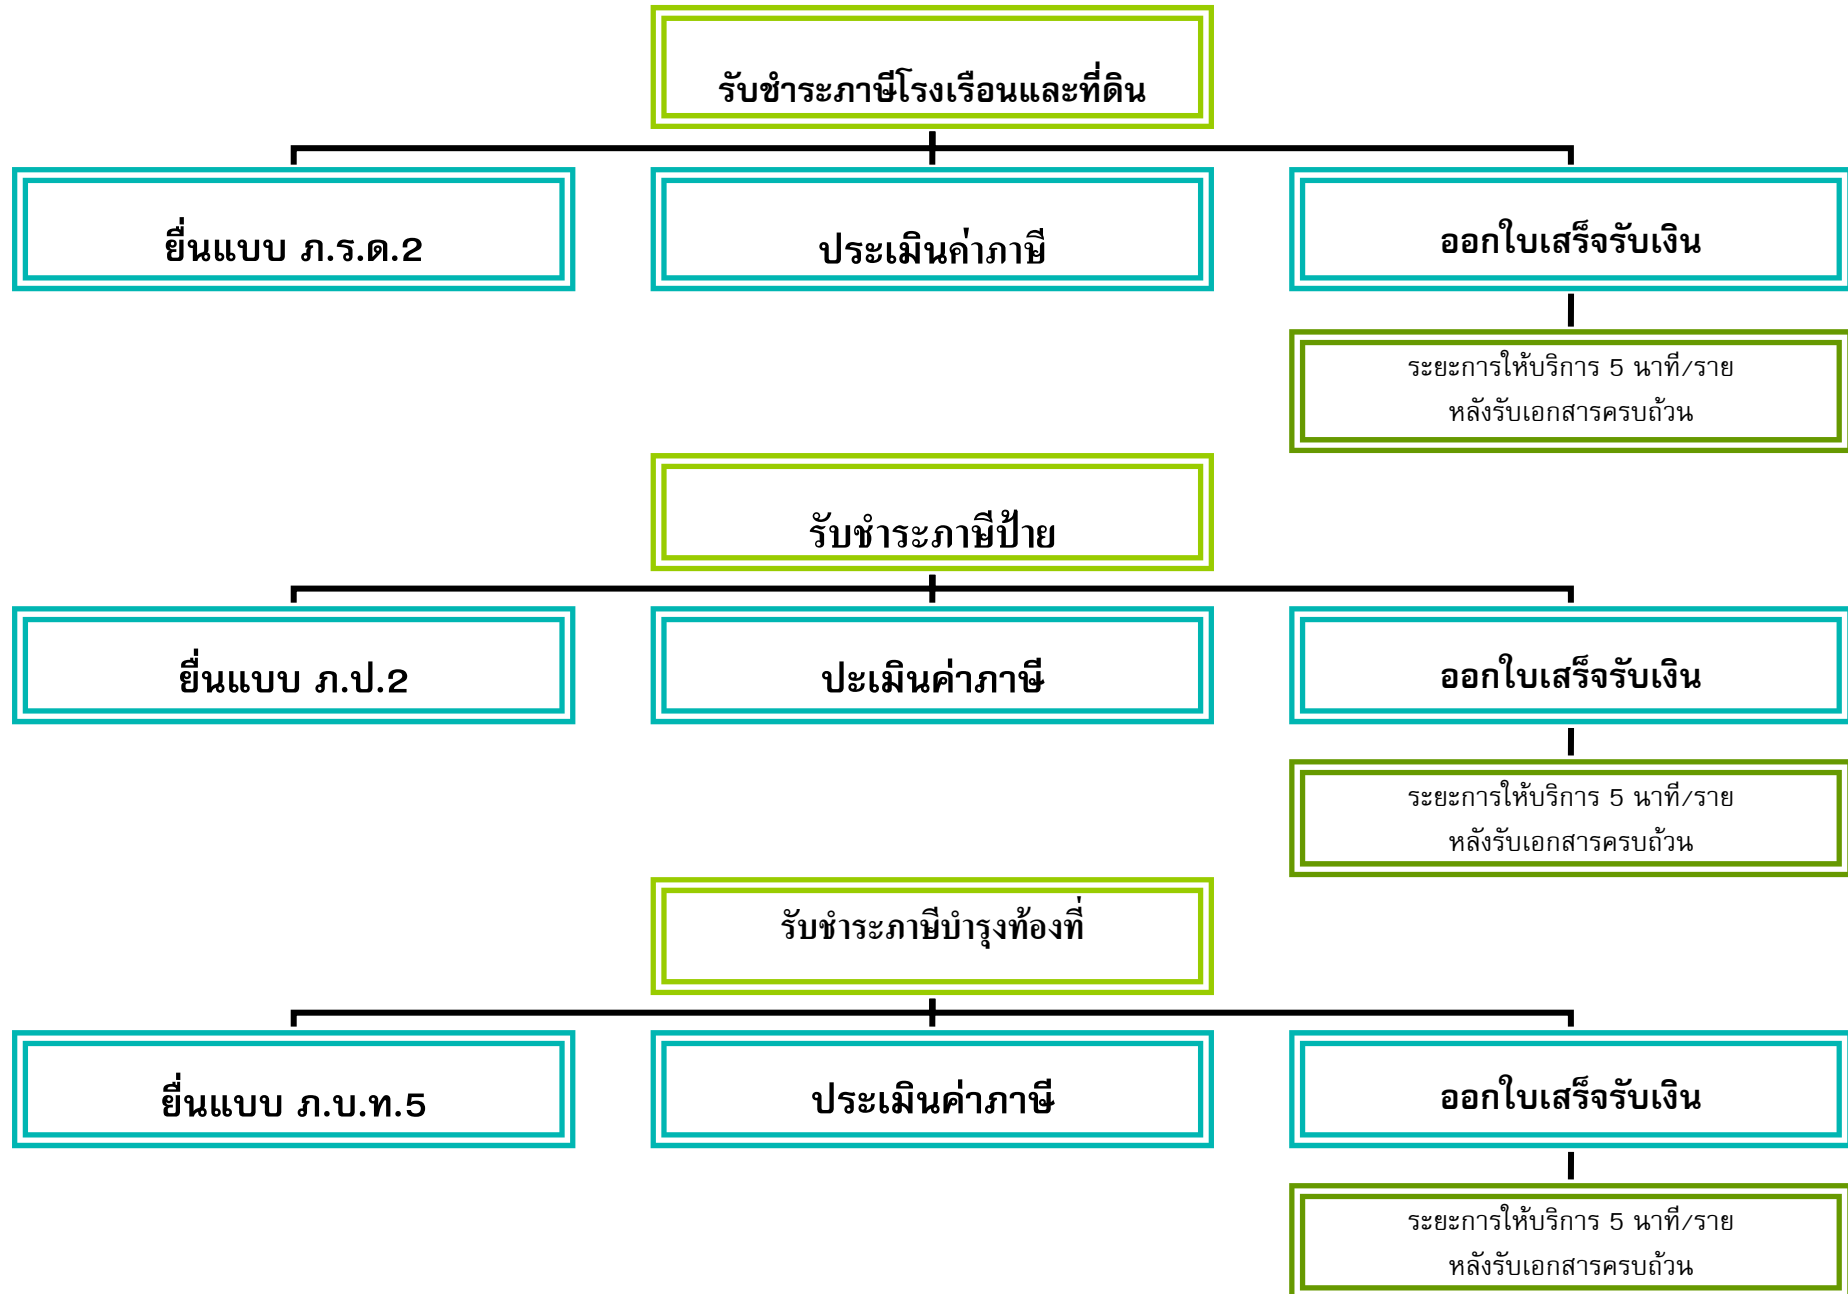 รับชำระภาษีโรงเรือนและที่ดิน
ยื่นแบบ ภ.ร.ด.2
ประเมินค่าภาษี
ออกใบเสร็จรับเงิน
ระยะการให้บริการ 5 นาที/ราย
หลังรับเอกสารครบถ้วน
รับชำระภาษีป้าย
ยื่นแบบ ภ.ป.2
ปะเมินค่าภาษี
ออกใบเสร็จรับเงิน
ระยะการให้บริการ 5 นาที/ราย
หลังรับเอกสารครบถ้วน
รับชำระภาษีบำรุงท้องที่
ยื่นแบบ ภ.บ.ท.5
ประเมินค่าภาษี
ออกใบเสร็จรับเงิน
ระยะการให้บริการ 5 นาที/ราย
หลังรับเอกสารครบถ้วน